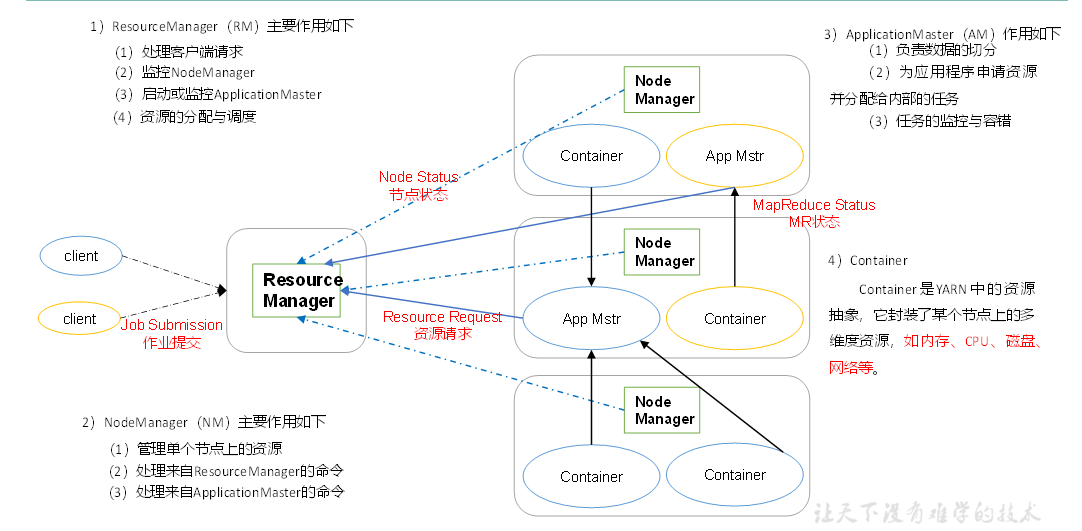 1）ResourceManager（RM）主要作用如下
（1）处理客户端请求
（2）监控NodeManager
（3）启动或监控ApplicationMaster
（4）资源的分配与调度
3）ApplicationMaster（AM）作用如下
（1）负责数据的切分
（2）为应用程序申请资源
并分配给内部的任务
（3）任务的监控与容错
Node
Manager
Container
App Mstr
Node Status
节点状态
MapReduce Status
MR状态
client
client
Job Submission
作业提交
Resource
Manager
Resource Request
资源请求
Node
Manager
App Mstr
Container
4）Container
Container是YARN中的资源
抽象，它封装了某个节点上的多
维度资源，如内存、CPU、磁盘、
网络等。
Node
Manager
Container
Container
2）NodeManager（NM）主要作用如下
（1）管理单个节点上的资源
（2）处理来自ResourceManager的命令
（3）处理来自ApplicationMaster的命令
让天下没有难学的技术